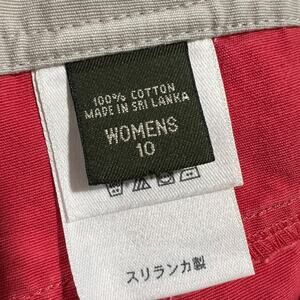 100% COTTON
MADE IN SRI LANKA
WOMENS
10
スリランカ製